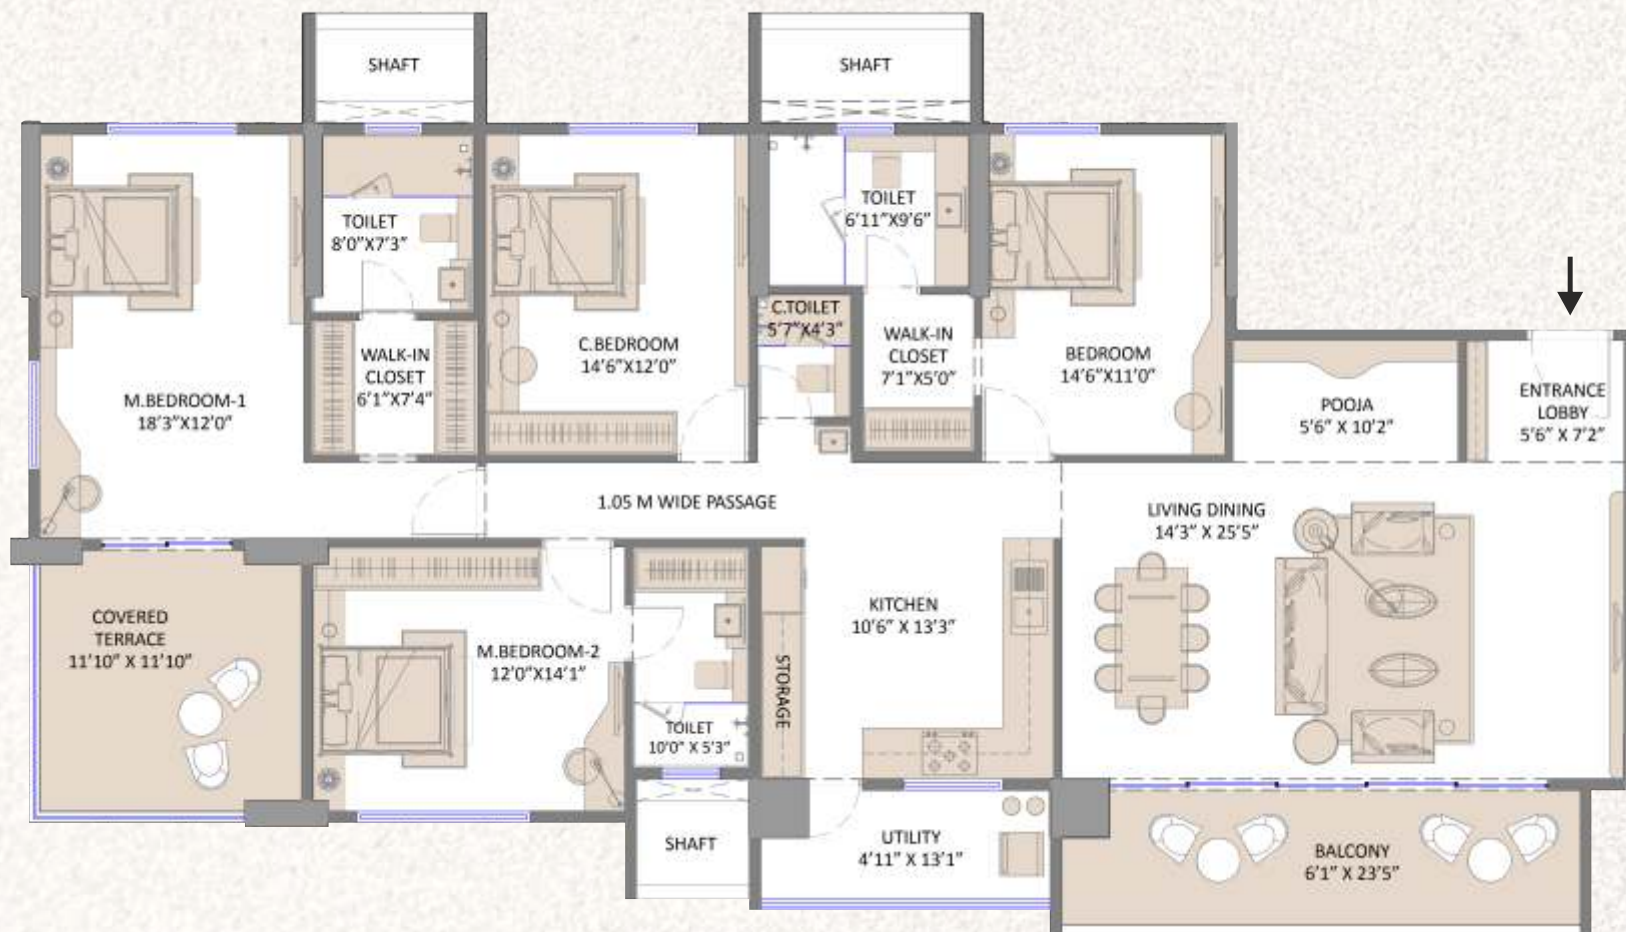 SHAFT
SHAFT
TOILET
8'0"X7'3"
TOILET
6'11"X9'6"
C.TOILET
5'7"X4'3"
WALK-IN
CLOSET
6'1"X7'4"
C.BEDROOM
14'6"X12'0"
WALK-IN
CLOSET
7'1"X5'0"
BEDROOM
14'6"X11'0"
M.BEDROOM-1
18'3"X12'0"
POOJA
5'6" X 10'2"
ENTRANCE
LOBBY
5'6" X 7'2"
1.05 M WIDE PASSAGE
LIVING DINING
14'3" X 25'5"
COVERED
TERRACE
11'10" X 11'10"
M.BEDROOM-2
12'0"X14'1"
KITCHEN
10'6" X 13'3"
STORAGE
TOILET
10'0" X 5'3"
SHAFT
UTILITY
4'11" X 13'1"
BALCONY
6'1" X 23'5"